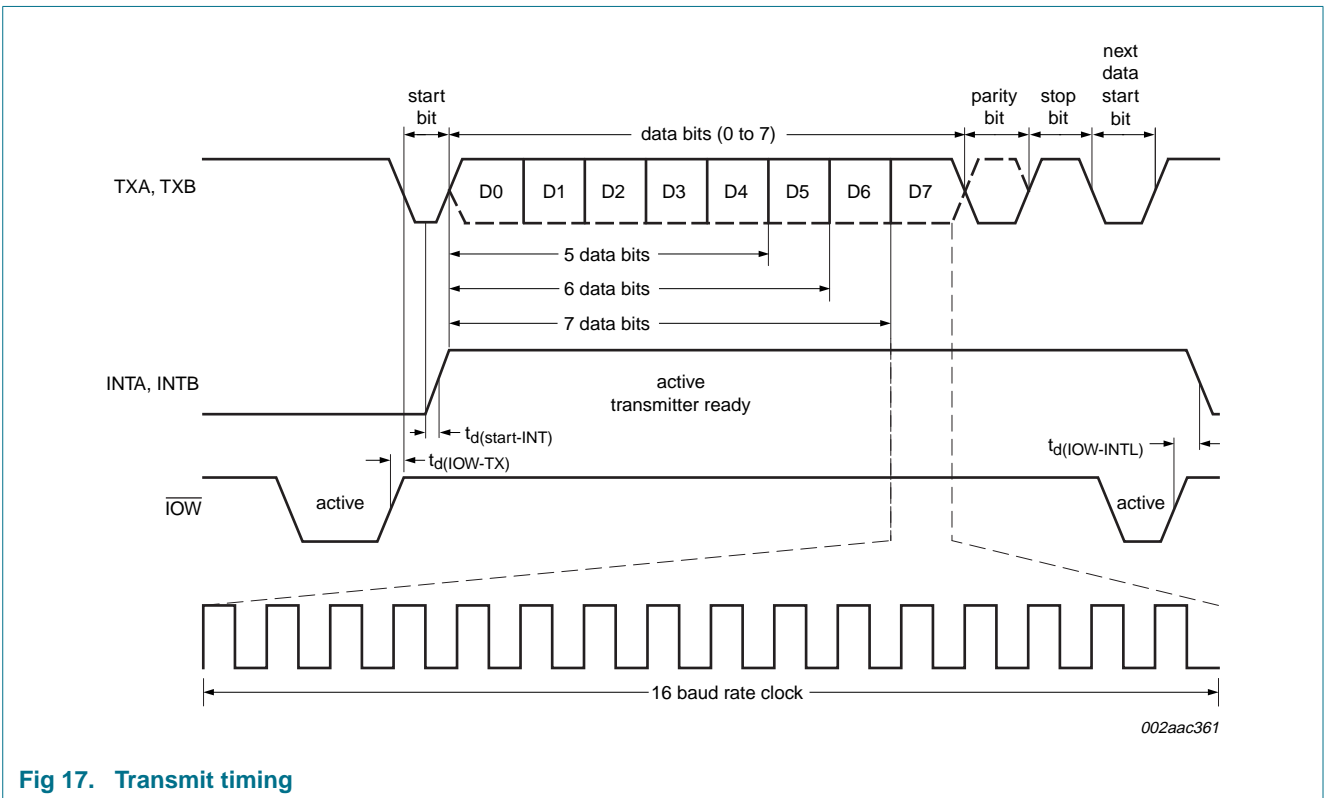 next
data
start
bit
start
bit
parity
bit
stop
bit
data bits (0 to 7)
TXA, TXB
D0 D1 D2 D3 D4 D5 D6 D7
5 data bits
6 data bits
7 data bits
INTA, INTB
active
transmitter ready
td(start-INT)
td(IOW-TX)
td(IOW-INTL)
IOW
active
active
16 baud rate clock
002aac361
Fig 17. Transmit timing